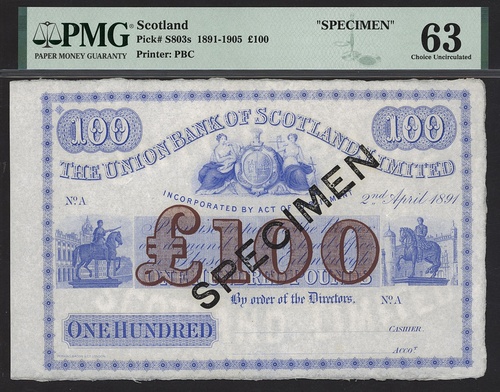 PMG Scotland "SPECIMEN" 63
PAPER MONEY GUARANTY Pick# S803s 1891-1905 £100 Choice Uncirculated
Printer: PBC
100 100
THE UNION BANK OF SCOTLAND LIMITED
No. A 2nd April 1891
INCORPORATED BY ACT OF
SPECIMEN
£100
By order of the Directors, No. A
ONE HUNDRED CASHIER.
ACCOT.